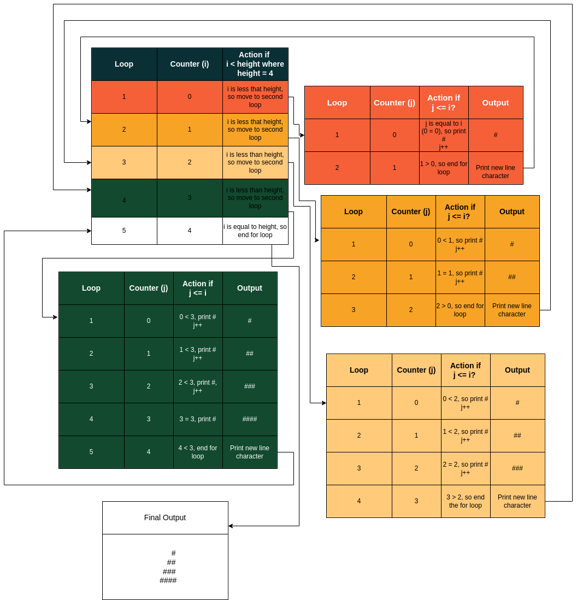 Loop Counter (i) Action if
i < height where
height = 4
1 0 i is less that height,
so move to second
loop
2 1 i is less that height,
so move to second
loop
3 2 i is less than height,
so move to second
loop
4 3 i is less than height,
so move to second
loop
5 4 i is equal to height, so
end for loop
Loop Counter (j) Action if
j <= i? Output
1 0 j is equal to i
(0 = 0), so print
#
j++ #
2 1 1 > 0, so end for
loop Print new line
character
Loop Counter (j) Action if
j <= i? Output
1 0 0 < 1, so print #
j++ #
2 1 1 = 1, so print #
j++ ##
3 2 2 > 0, so end for
loop Print new line
character
Loop Counter (j) Action if
j <= i Output
1 0 0 < 3, print #
j++ #
2 1 1 < 3, print #
j++ ##
3 2 2 < 3, print #,
j++ ###
4 3 3 = 3, print # ####
5 4 4 < 3, end for
loop Print new line
character
Loop Counter (j) Action if
j <= i? Output
1 0 0 < 2, so print #
j++ #
2 1 1 < 2, so print #
j++ ##
3 2 2 = 2, so print #
j++ ###
4 3 3 > 2, so end
the for loop Print new line
character
Final Output
#
##
###
####